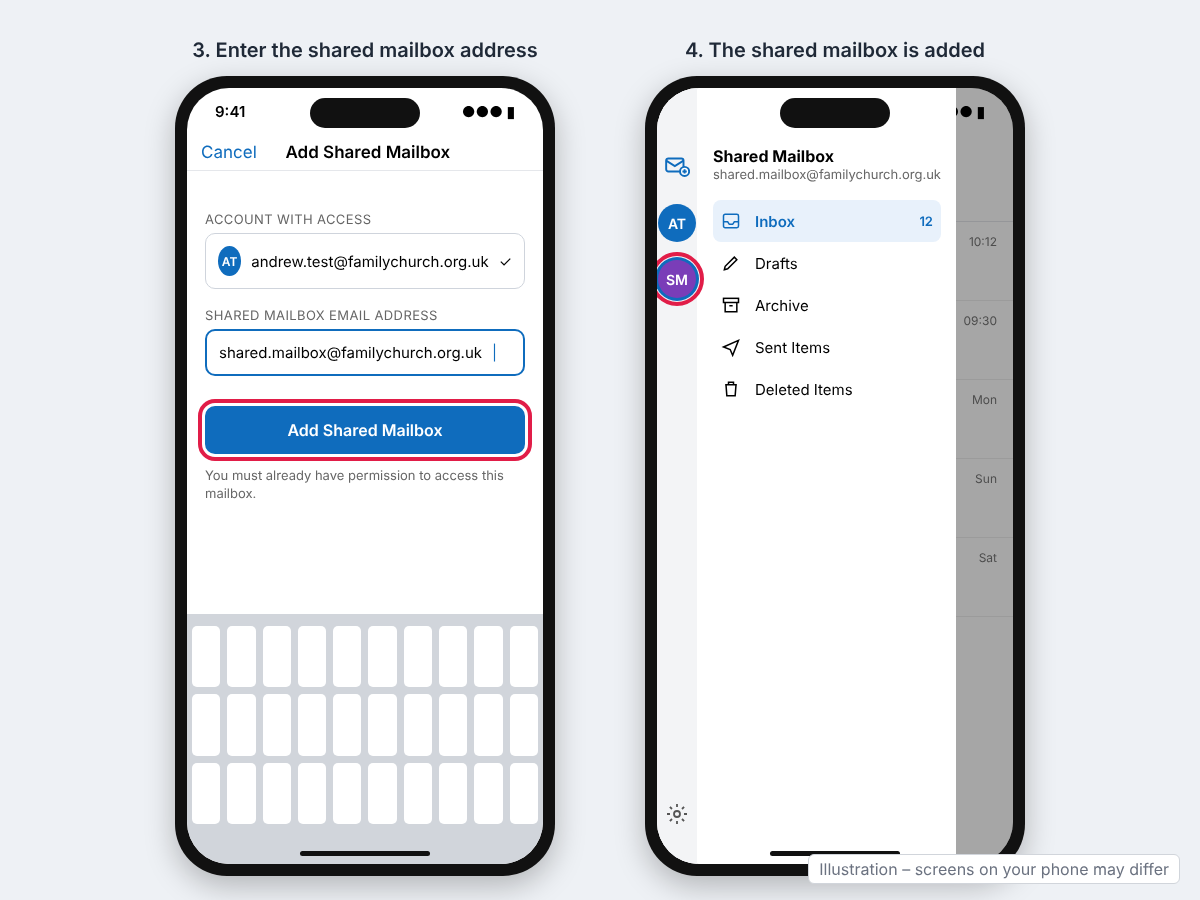 3. Enter the shared mailbox address
9:41
Cancel
Add Shared Mailbox
ACCOUNT WITH ACCESS
AT
andrew.test@familychurch.org.uk
SHARED MAILBOX EMAIL ADDRESS
shared.mailbox@familychurch.org.uk
Add Shared Mailbox
You must already have permission to access this
mailbox.
4. The shared mailbox is added
Shared Mailbox
shared.mailbox@familychurch.org.uk
AT
SM
Inbox
12
Drafts
Archive
Sent Items
Deleted Items
10:12
09:30
Mon
Sun
Sat
Illustration – screens on your phone may differ